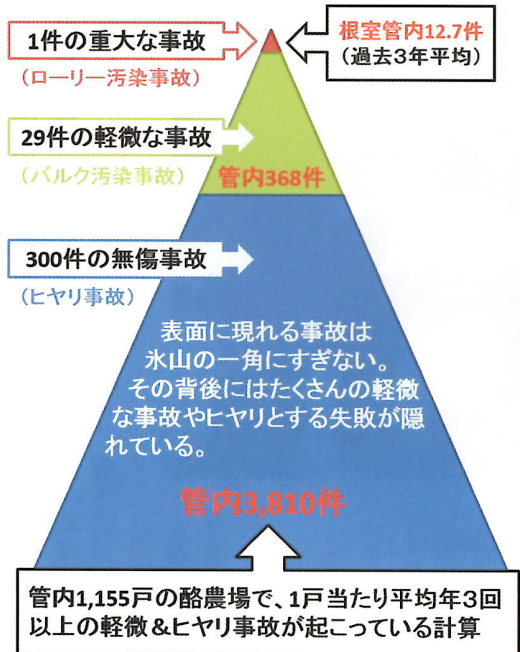 1件の重大な事故
(ローリー汚染事故)
根室管内12.7件
(過去3年平均)
29件の軽微な事故
(バルク汚染事故)
管内368件
300件の無傷事故
(ヒヤリ事故)
表面に現れる事故は
氷山の一角にすぎない。
その背後にはたくさんの軽微
な事故やヒヤリとする失敗が隠
れている。
管内3,810件
管内1,155戸の酪農場で、1戸当たり平均年3回
以上の軽微&ヒヤリ事故が起こっている計算